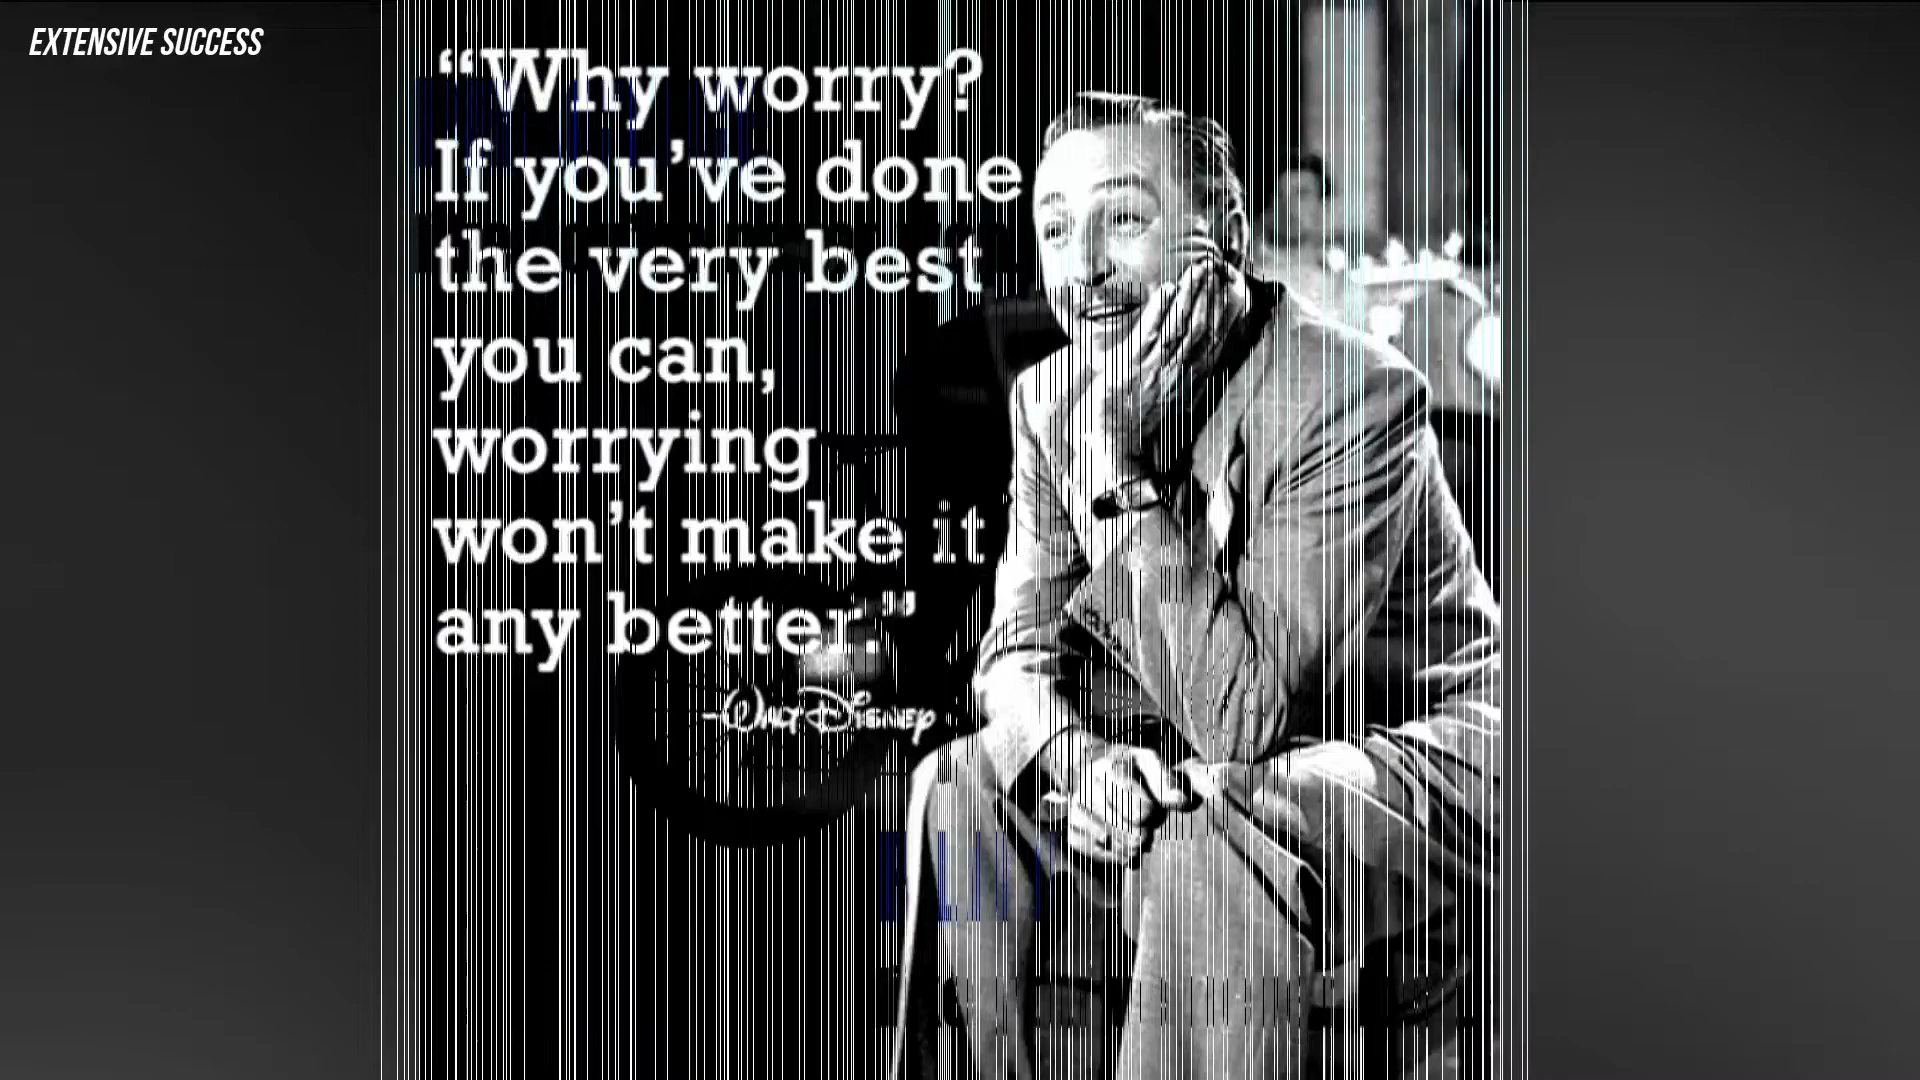 EXTENSIVE SUCCESS
“Why worry?
If you’ve done
the very best
you can,
worrying
won’t make it
any better.”
-Walt Disney